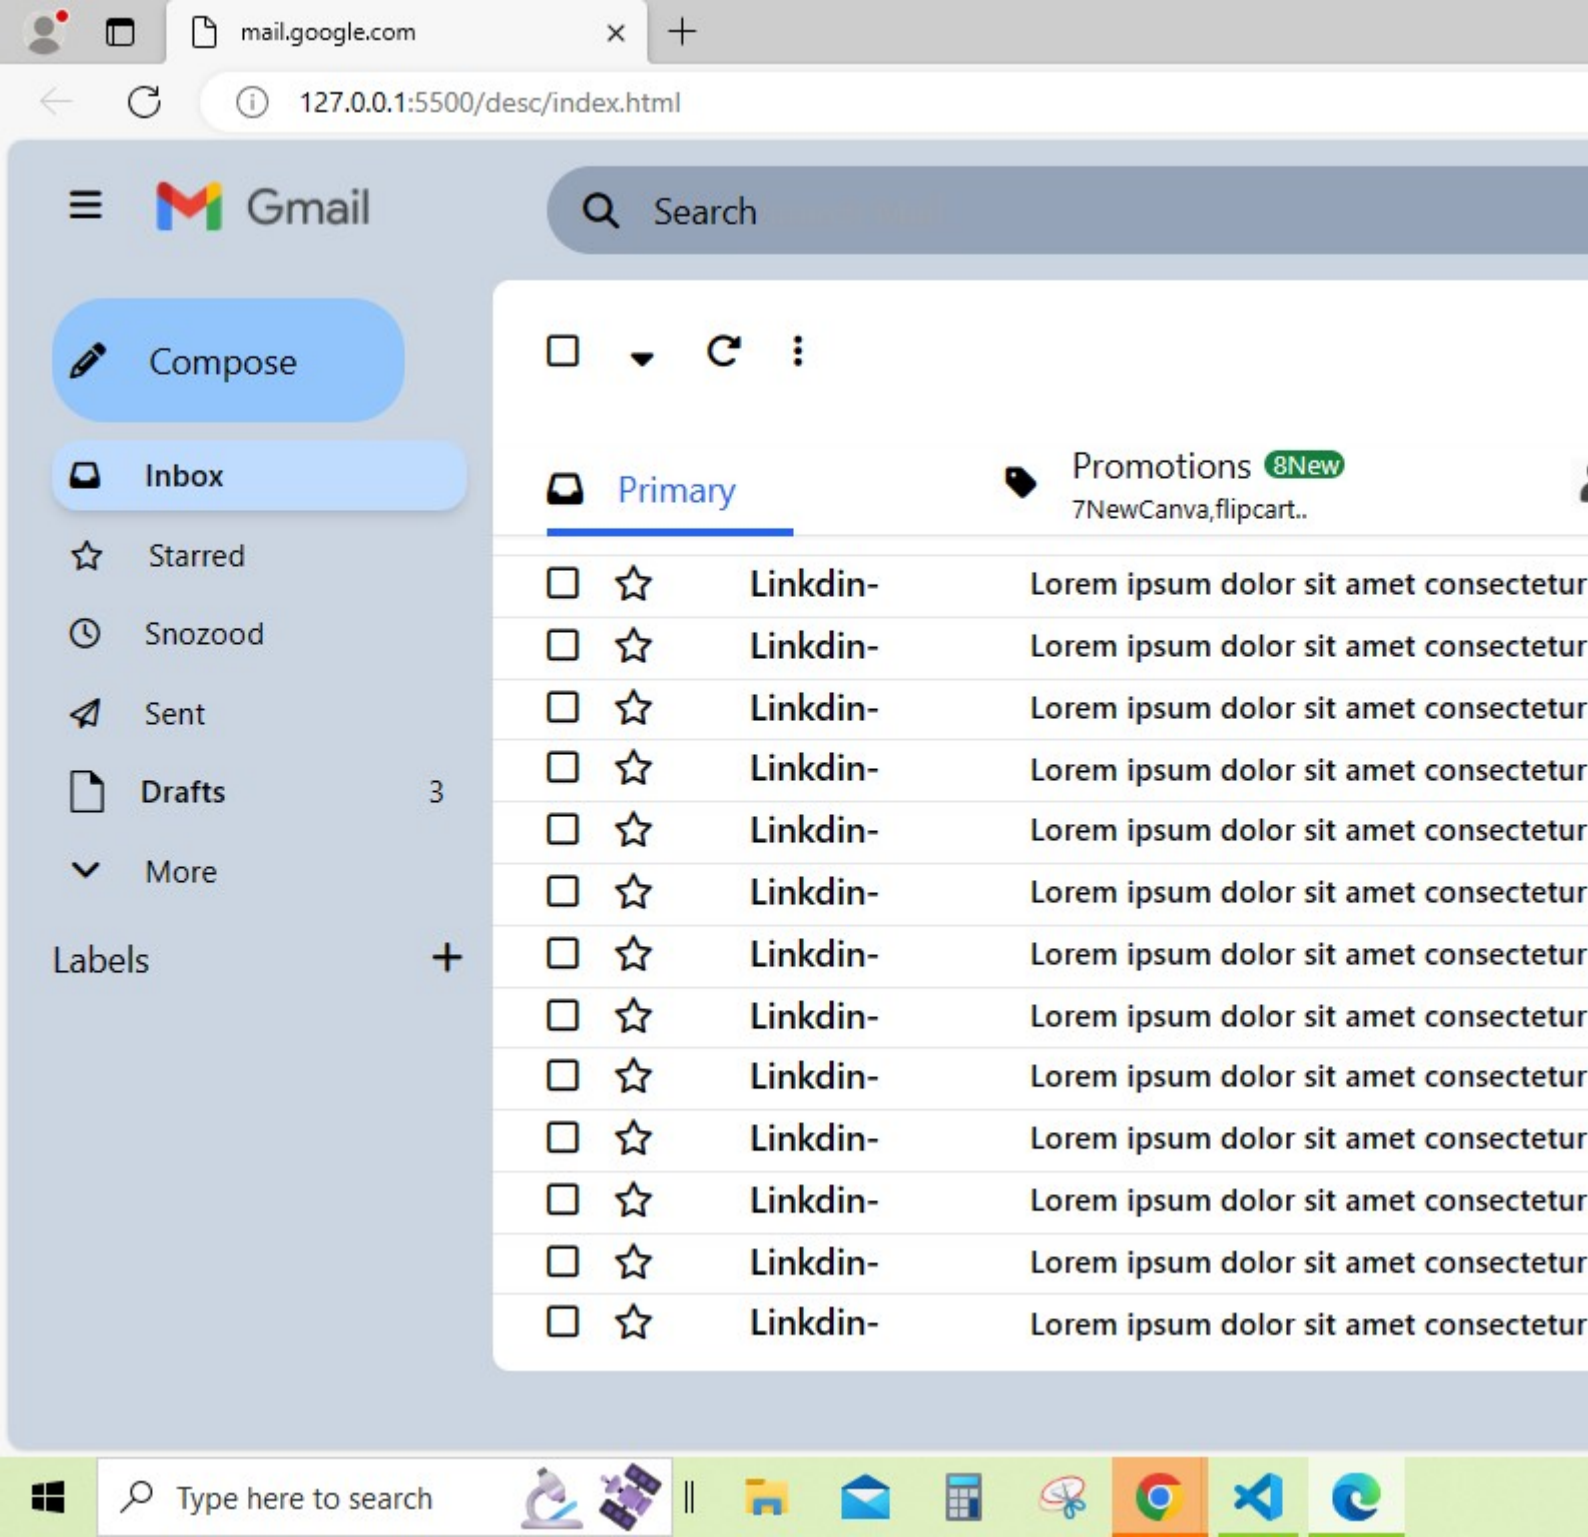 mail.google.com
127.0.0.1:5500/desc/index.html
Gmail
Search
Compose
Inbox
Starred
Snozood
Sent
Drafts 3
More
Labels
Primary
Promotions 8New
7NewCanva,flipcart..
Linkdin- Lorem ipsum dolor sit amet consectetur
Linkdin- Lorem ipsum dolor sit amet consectetur
Linkdin- Lorem ipsum dolor sit amet consectetur
Linkdin- Lorem ipsum dolor sit amet consectetur
Linkdin- Lorem ipsum dolor sit amet consectetur
Linkdin- Lorem ipsum dolor sit amet consectetur
Linkdin- Lorem ipsum dolor sit amet consectetur
Linkdin- Lorem ipsum dolor sit amet consectetur
Linkdin- Lorem ipsum dolor sit amet consectetur
Linkdin- Lorem ipsum dolor sit amet consectetur
Linkdin- Lorem ipsum dolor sit amet consectetur
Linkdin- Lorem ipsum dolor sit amet consectetur
Linkdin- Lorem ipsum dolor sit amet consectetur
Type here to search